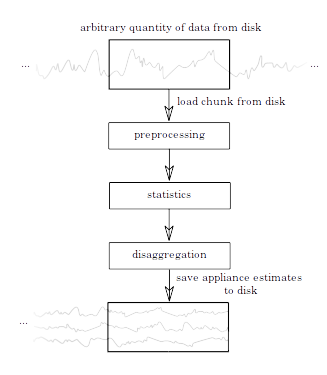 arbitrary quantity of data from disk
... ...
load chunk from disk
preprocessing
statistics
disaggregation
save appliance estimates
to disk
...